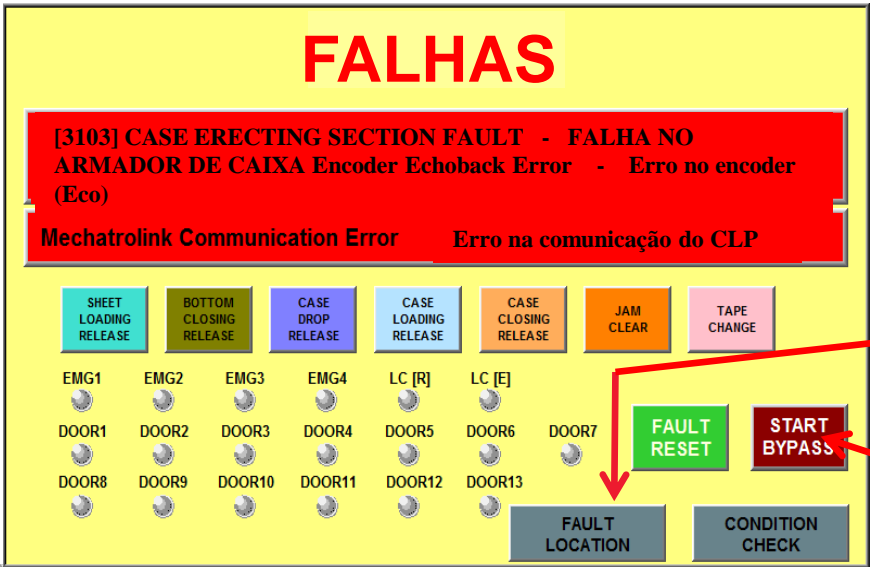 FALHAS
[3103] CASE ERECTING SECTION FAULT - FALHA NO
ARMADOR DE CAIXA Encoder Echoback Error - Erro no encoder
(Eco)
Mechatrolink Communication Error Erro na comunicação do CLP
SHEET
LOADING
RELEASE
BOTTOM
CLOSING
RELEASE
CASE
DROP
RELEASE
CASE
LOADING
RELEASE
CASE
CLOSING
RELEASE
JAM
CLEAR
TAPE
CHANGE
EMG1 EMG2 EMG3 EMG4 LC [R] LC [E]
DOOR1 DOOR2 DOOR3 DOOR4 DOOR5 DOOR6 DOOR7
FAULT
RESET
START
BYPASS
DOOR8 DOOR9 DOOR10 DOOR11 DOOR12 DOOR13
FAULT
LOCATION
CONDITION
CHECK